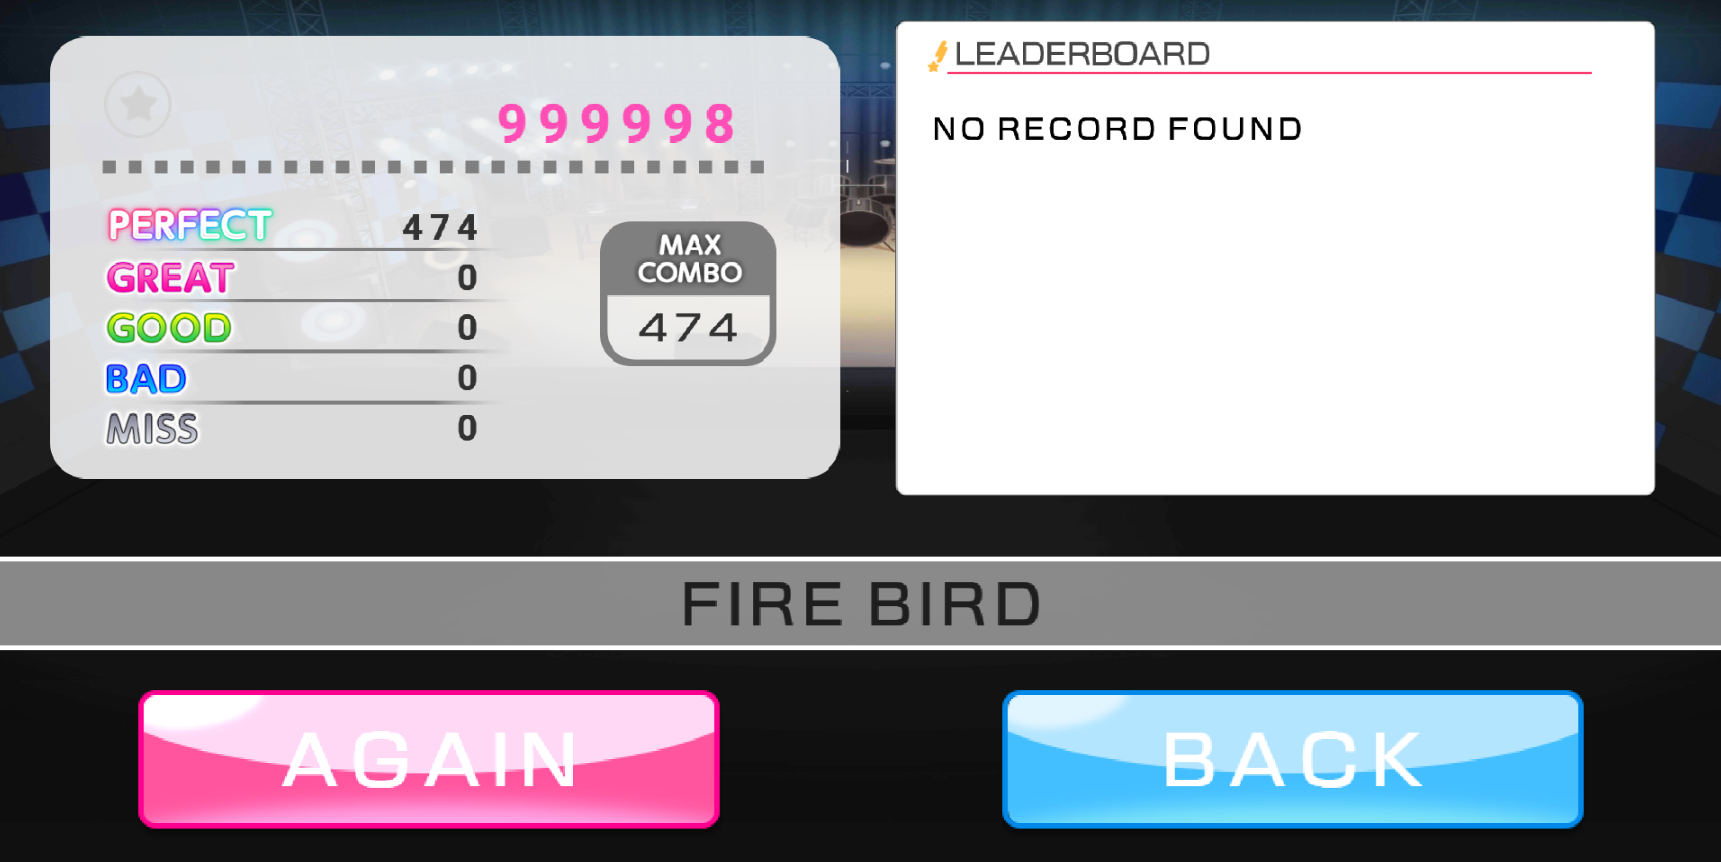 999998
PERFECT 474
GREAT 0
GOOD 0
BAD 0
MISS 0
MAX
COMBO
474
LEADERBOARD
NO RECORD FOUND
FIRE BIRD
AGAIN
BACK